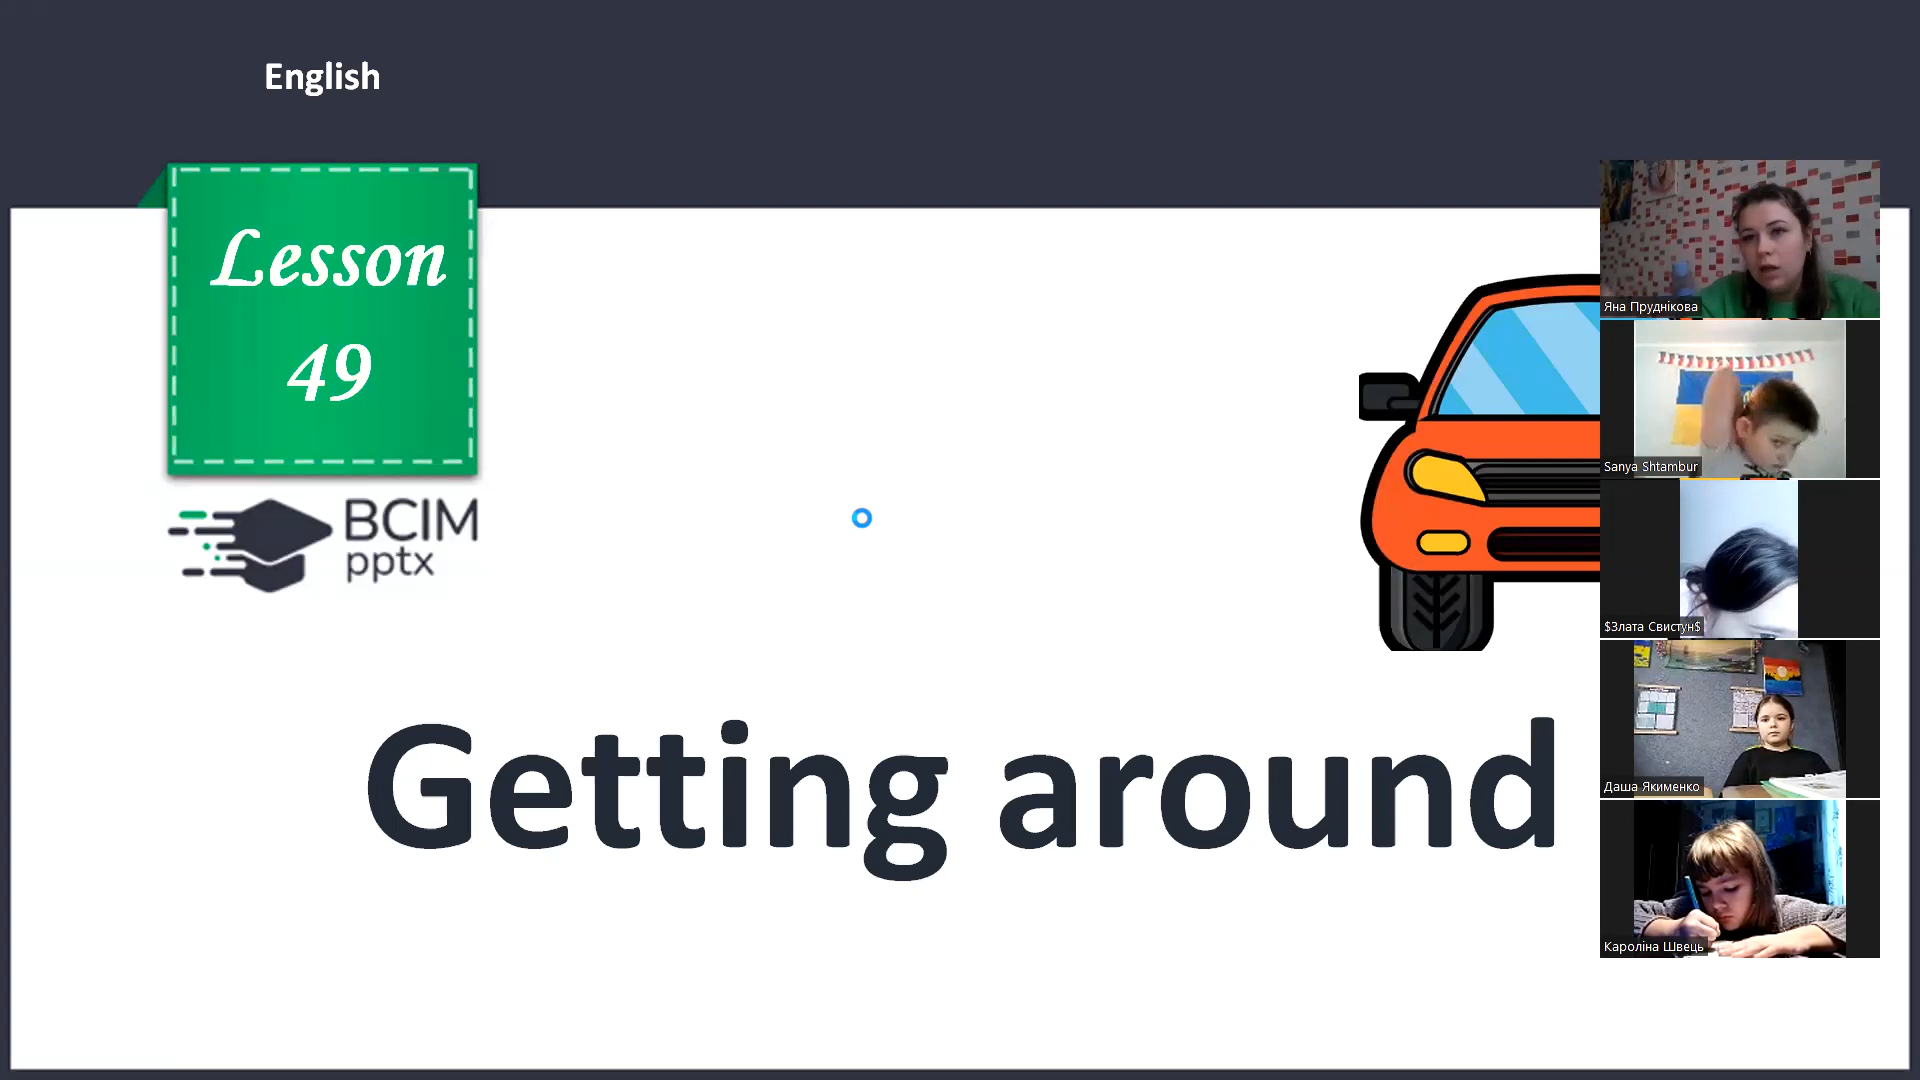 English
Lesson
49
BCIM
pptx
Getting around
Яна Пруднікова
Sanya Shtambur
$Злата Свистун$
Даша Якименко
Кароліна Швець